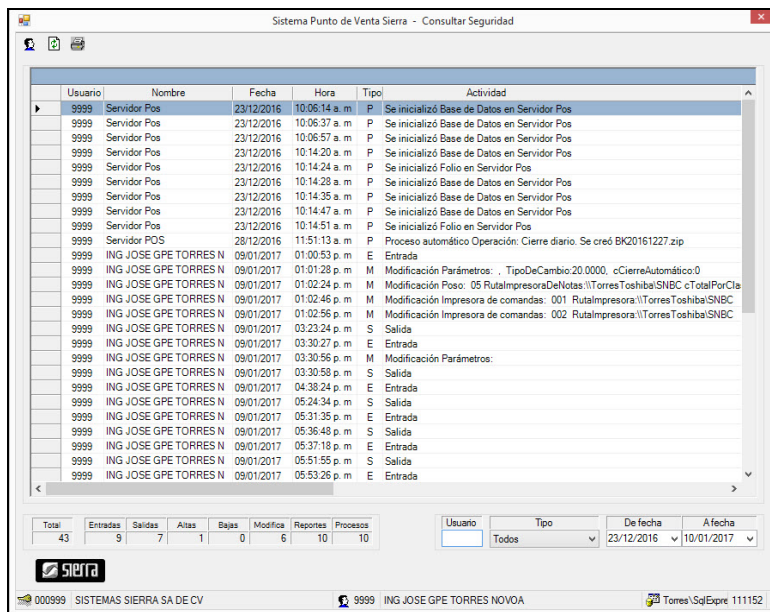 Sistema Punto de Venta Sierra - Consultar Seguridad
Usuario Nombre Fecha Hora Tipo Actividad
9999 Servidor Pos 23/12/2016 10:06:14 a. m P Se inicializó Base de Datos en Servidor Pos
9999 Servidor Pos 23/12/2016 10:06:37 a. m P Se inicializó Base de Datos en Servidor Pos
9999 Servidor Pos 23/12/2016 10:06:57 a. m P Se inicializó Base de Datos en Servidor Pos
9999 Servidor Pos 23/12/2016 10:14:20 a. m P Se inicializó Base de Datos en Servidor Pos
9999 Servidor Pos 23/12/2016 10:14:24 a. m P Se inicializó Folio en Servidor Pos
9999 Servidor Pos 23/12/2016 10:14:28 a. m P Se inicializó Base de Datos en Servidor Pos
9999 Servidor Pos 23/12/2016 10:14:35 a. m P Se inicializó Base de Datos en Servidor Pos
9999 Servidor Pos 23/12/2016 10:14:47 a. m P Se inicializó Base de Datos en Servidor Pos
9999 Servidor Pos 23/12/2016 10:14:51 a. m P Se inicializó Folio en Servidor Pos
9999 Servidor POS 28/12/2016 11:51:13 a. m P Proceso automático Operación: Cierre diario. Se creó BK20161227.zip
9999 ING JOSE GPE TORRES N 09/01/2017 01:00:53 p. m E Entrada
9999 ING JOSE GPE TORRES N 09/01/2017 01:01:28 p. m M Modificación Parámetros: , TipoDeCambio:20.0000, cCierreAutomático:0
9999 ING JOSE GPE TORRES N 09/01/2017 01:02:24 p. m M Modificación Poso: 05 RutaImpresoraDeNotas:\\TorresToshiba\SNBC cTotalPorCla
9999 ING JOSE GPE TORRES N 09/01/2017 01:02:46 p. m M Modificación Impresora de comandas: 001 RutaImpresora:\\TorresToshiba\SNBC
9999 ING JOSE GPE TORRES N 09/01/2017 01:02:56 p. m M Modificación Impresora de comandas: 002 RutaImpresora:\\TorresToshiba\SNBC
9999 ING JOSE GPE TORRES N 09/01/2017 03:23:24 p. m S Salida
9999 ING JOSE GPE TORRES N 09/01/2017 03:30:27 p. m E Entrada
9999 ING JOSE GPE TORRES N 09/01/2017 03:30:56 p. m M Modificación Parámetros:
9999 ING JOSE GPE TORRES N 09/01/2017 03:30:58 p. m S Salida
9999 ING JOSE GPE TORRES N 09/01/2017 04:38:24 p. m E Entrada
9999 ING JOSE GPE TORRES N 09/01/2017 05:24:34 p. m S Salida
9999 ING JOSE GPE TORRES N 09/01/2017 05:31:35 p. m E Entrada
9999 ING JOSE GPE TORRES N 09/01/2017 05:36:48 p. m S Salida
9999 ING JOSE GPE TORRES N 09/01/2017 05:37:18 p. m E Entrada
9999 ING JOSE GPE TORRES N 09/01/2017 05:51:55 p. m S Salida
9999 ING JOSE GPE TORRES N 09/01/2017 05:53:26 p. m E Entrada
Total Entradas Salidas Altas Bajas Modifica Reportes Procesos Usuario Tipo De fecha A fecha
43 9 7 1 0 6 10 10 Todos 23/12/2016 10/01/2017
sierra
000999 SISTEMAS SIERRA SA DE CV 9999 ING JOSE GPE TORRES NOVOA Torres\SqlExpre 111152